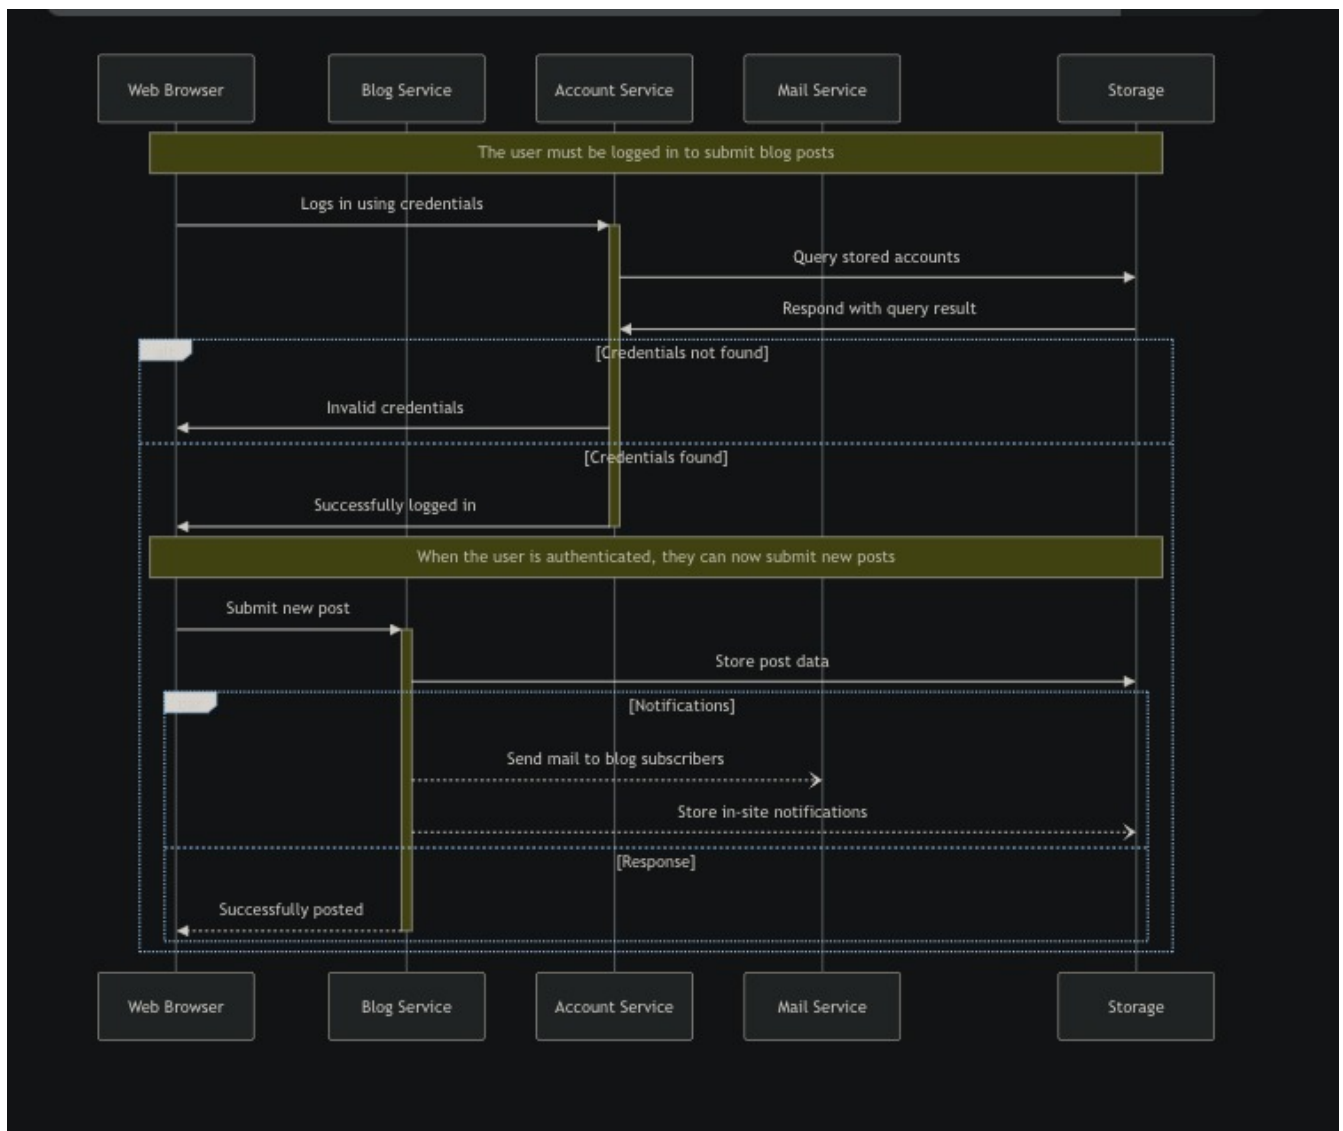 Web Browser
Blog Service
Account Service
Mail Service
Storage
The user must be logged in to submit blog posts
Logs in using credentials
Query stored accounts
Respond with query result
[Credentials not found]
Invalid credentials
[Credentials found]
Successfully logged in
When the user is authenticated, they can now submit new posts
Submit new post
Store post data
[Notifications]
Send mail to blog subscribers
Store in-site notifications
[Response]
Successfully posted
Web Browser
Blog Service
Account Service
Mail Service
Storage